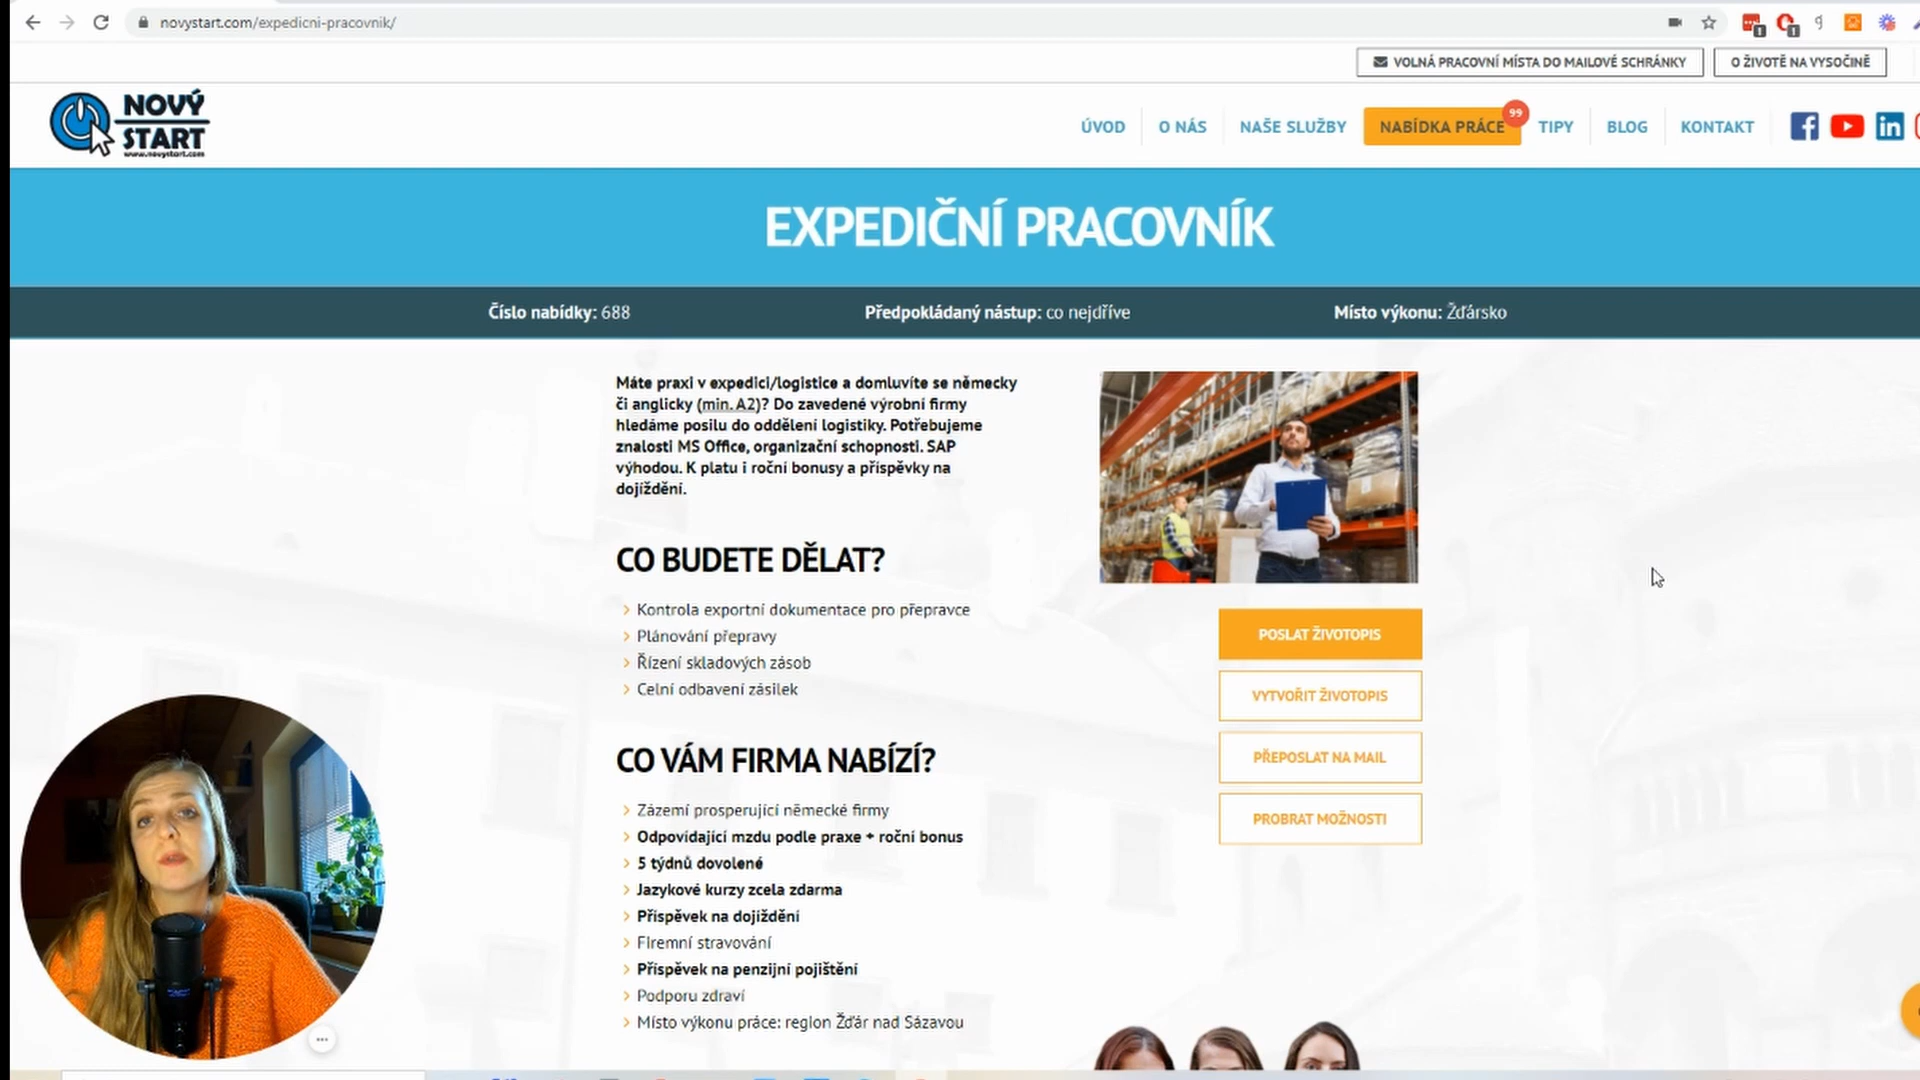 novystart.com/expedicni-pracovnik/
VOLNÁ PRACOVNÍ MÍSTA DO MAILOVÉ SCHRÁNKY
O ŽIVOTĚ NA VYSOČINĚ
NOVÝ
START
www.novystart.com
ÚVOD
O NÁS
NAŠE SLUŽBY
NABÍDKA PRÁCE
99
TIPY
BLOG
KONTAKT
EXPEDIČNÍ PRACOVNÍK
Číslo nabídky: 688
Předpokládaný nástup: co nejdříve
Místo výkonu: Žďársko
Máte praxi v expedici/logistice a domluvíte se německy
či anglicky (min. A2)? Do zavedené výrobní firmy
hledáme posilu do oddělení logistiky. Potřebujeme
znalosti MS Office, organizační schopnosti. SAP
výhodou. K platu i roční bonusy a příspěvky na
dojíždění.
CO BUDETE DĚLAT?
Kontrola exportní dokumentace pro přepravce
Plánování přepravy
Řízení skladových zásob
Celní odbavení zásilek
CO VÁM FIRMA NABÍZÍ?
Zázemí prosperující německé firmy
Odpovídající mzdu podle praxe + roční bonus
5 týdnů dovolené
Jazykové kurzy zcela zdarma
Příspěvek na dojíždění
Firemní stravování
Příspěvek na penzijní pojištění
Podporu zdraví
Místo výkonu práce: region Žďár nad Sázavou
POSLAT ŽIVOTOPIS
VYTVOŘIT ŽIVOTOPIS
PŘEPOSLAT NA MAIL
PROBRAT MOŽNOSTI